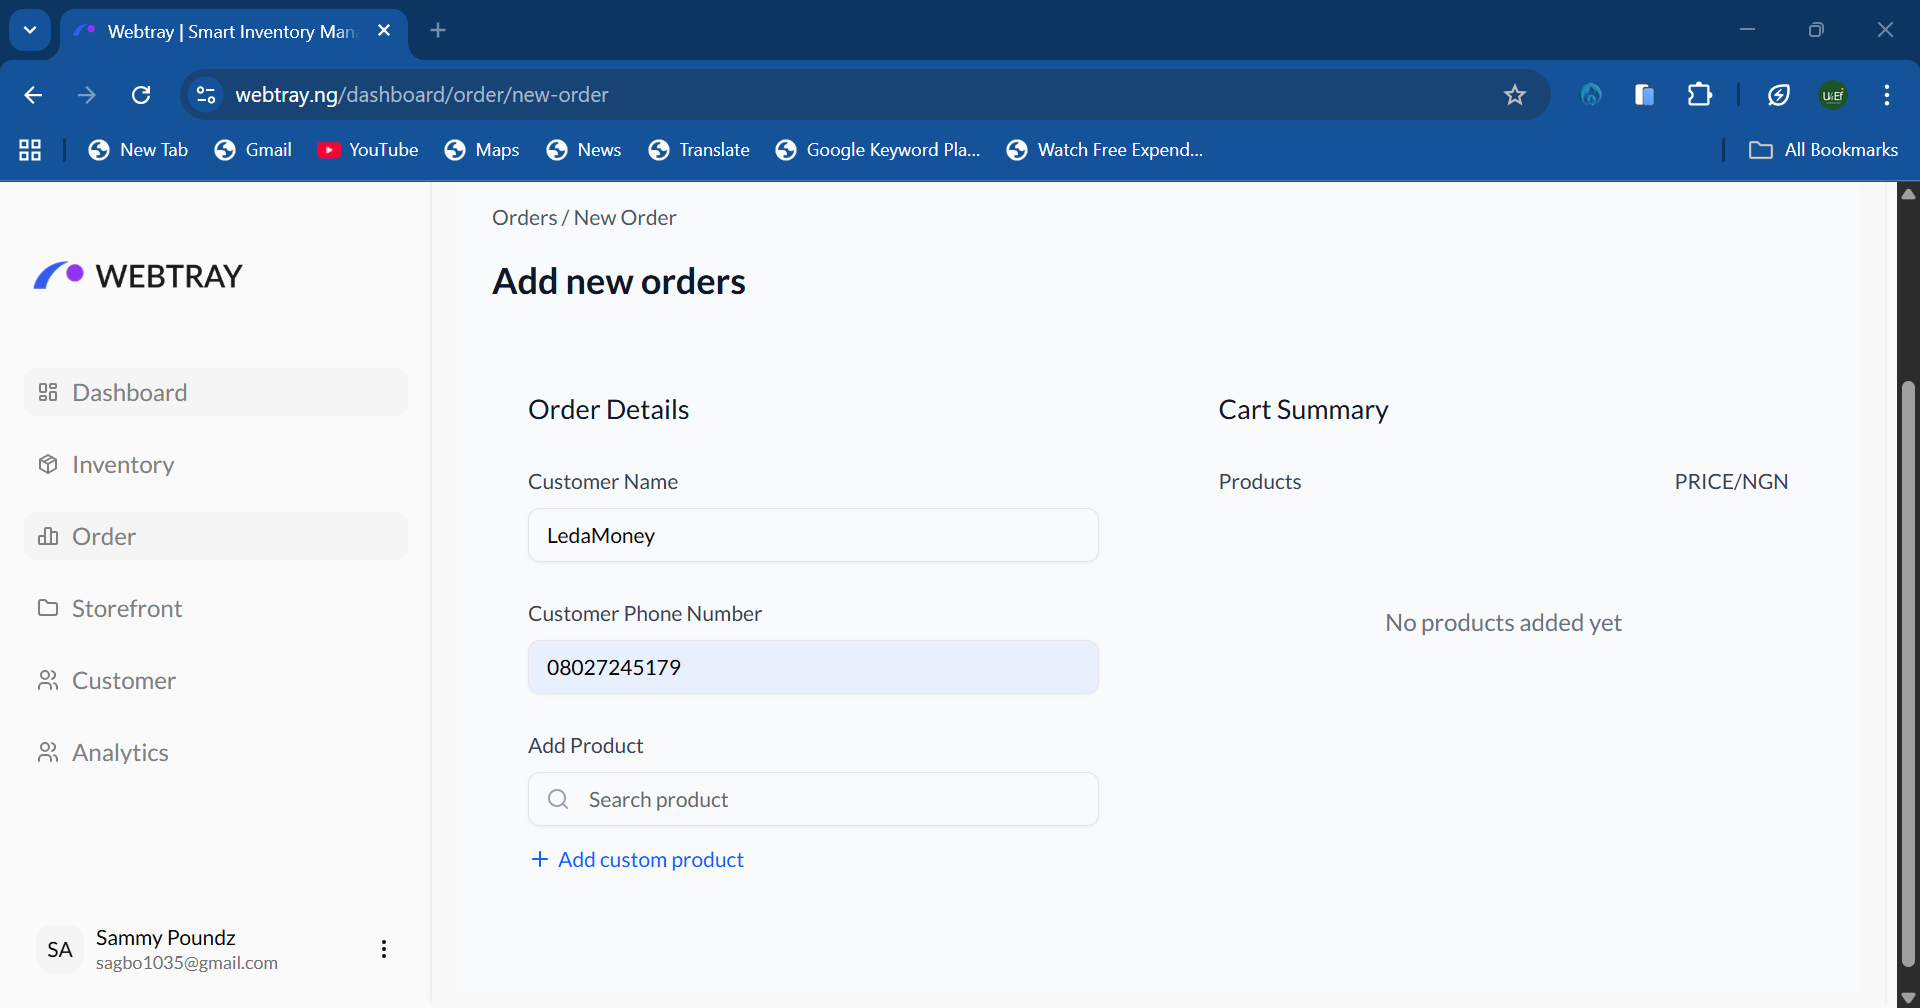 Webtray | Smart Inventory Man
webtray.ng/dashboard/order/new-order
U&Ef
New Tab
Gmail
YouTube
Maps
News
Translate
Google Keyword Pla...
Watch Free Expend...
All Bookmarks
WEBTRAY
Dashboard
Inventory
Order
Storefront
Customer
Analytics
SA
Sammy Poundz
sagbo1035@gmail.com
Orders / New Order
Add new orders
Order Details
Customer Name
LedaMoney
Customer Phone Number
08027245179
Add Product
Search product
+ Add custom product
Cart Summary
Products PRICE/NGN
No products added yet